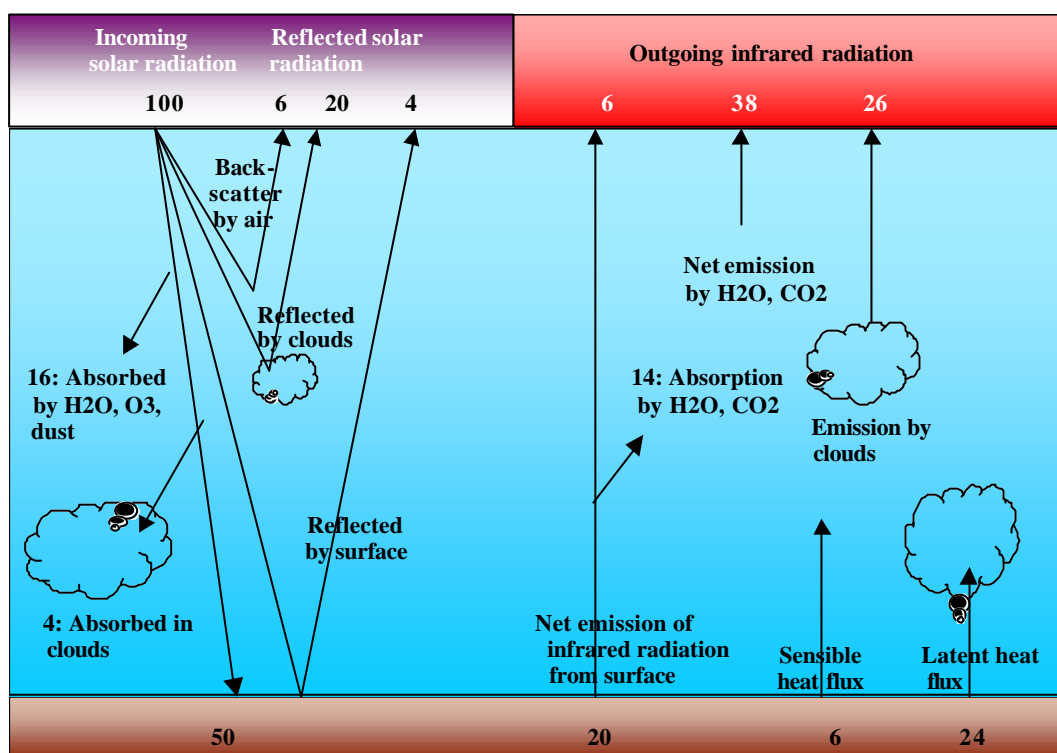 Incoming
solar radiation
100
Reflected solar
radiation
6 20 4
Outgoing infrared radiation
6 38 26
Back-
scatter
by air
Reflected
by clouds
16: Absorbed
by H2O, O3,
dust
4: Absorbed in
clouds
Reflected
by surface
50
Net emission
by H2O, CO2
14: Absorption
by H2O, CO2
Emission by
clouds
Net emission of
infrared radiation
from surface
Sensible
heat flux
Latent heat
flux
20 6 24